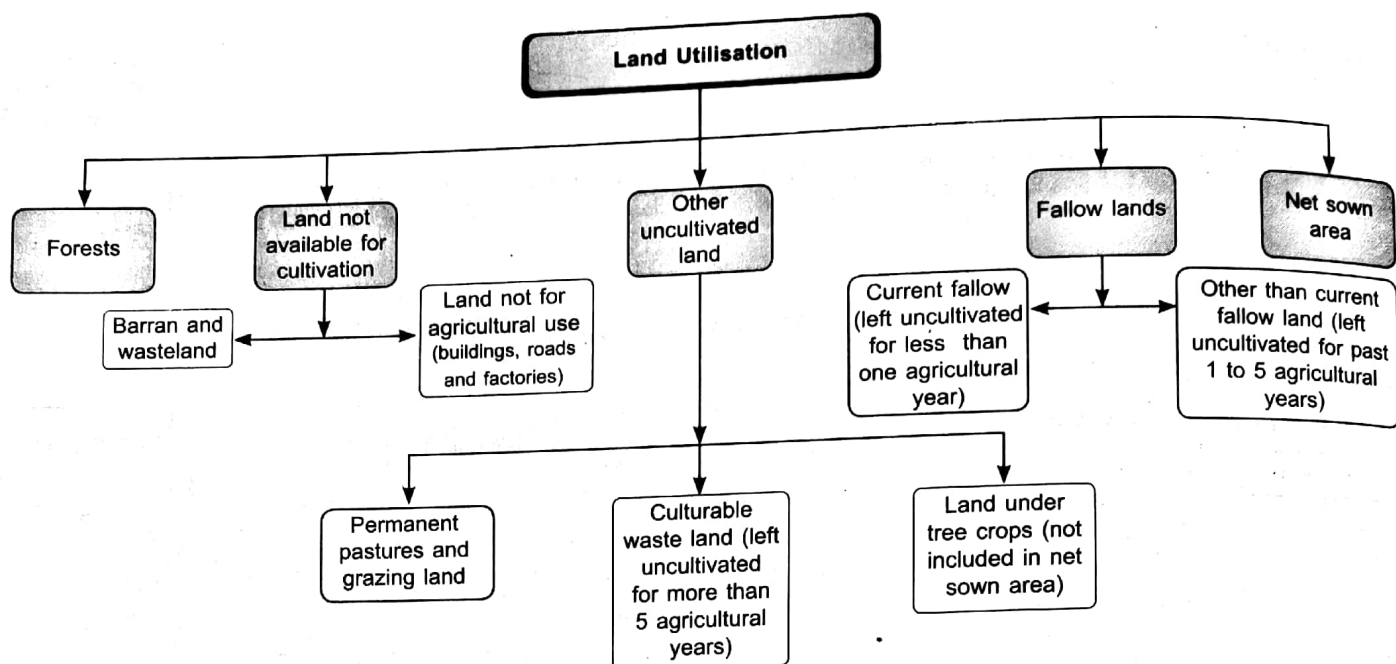 Land Utilisation
Forests
Land not
available for
cultivation
Other
uncultivated
land
Fallow lands
Net sown
area
Barran and
wasteland
Land not for
agricultural use
(buildings, roads
and factories)
Current fallow
(left uncultivated
for less than
one agricultural
year)
Other than current
fallow land (left
uncultivated for past
1 to 5 agricultural
years)
Permanent
pastures and
grazing land
Culturable
waste land (left
uncultivated
for more than
5 agricultural
years)
Land under
tree crops (not
included in net
sown area)